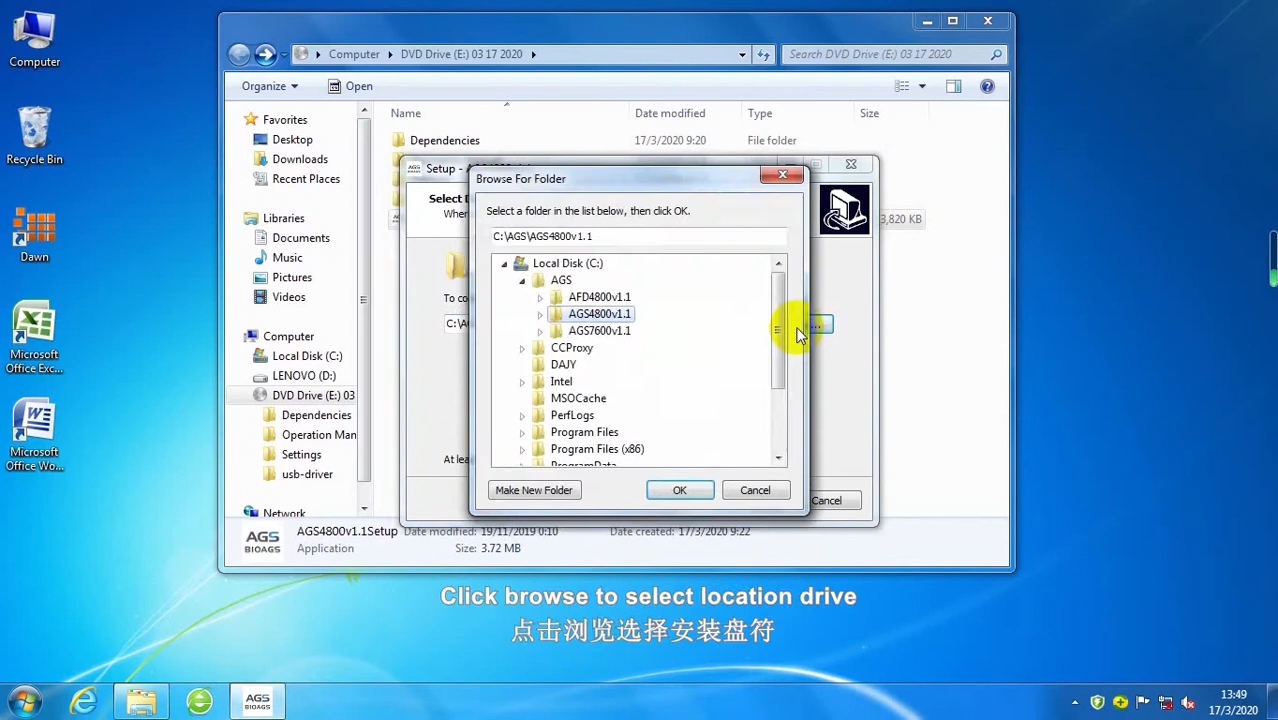 Computer
Recycle Bin
Dawn
Microsoft
Office Exc...
Microsoft
Office Wo...
Computer
DVD Drive (E:) 03 17 2020
Search DVD Drive (E:) 03 17 2020
Organize
Open
Favorites
Desktop
Downloads
Recent Places
Libraries
Documents
Music
Pictures
Videos
Computer
Local Disk (C:)
LENOVO (D:)
DVD Drive (E:) 03
Dependencies
Operation Man
Settings
usb-driver
Network
Name
Date modified
Type
Size
Dependencies
17/3/2020 9:20
File folder
3,820 KB
AGS
Setup -
Select D
Whe
To co
C:\A
...
At lea
Cancel
Browse For Folder
Select a folder in the list below, then click OK.
C:\AGS\AGS4800v1.1
Local Disk (C:)
AGS
AFD4800v1.1
AGS4800v1.1
AGS7600v1.1
CCProxy
DAJY
Intel
MSOCache
PerfLogs
Program Files
Program Files (x86)
ProgramData
Make New Folder
OK
Cancel
AGS
BIOAGS
AGS4800v1.1Setup
Date modified: 19/11/2019 0:10
Date created: 17/3/2020 9:22
Application
Size: 3.72 MB
Click browse to select location drive
点击浏览选择安装盘符
AGS
BIOAGS
13:49
17/3/2020